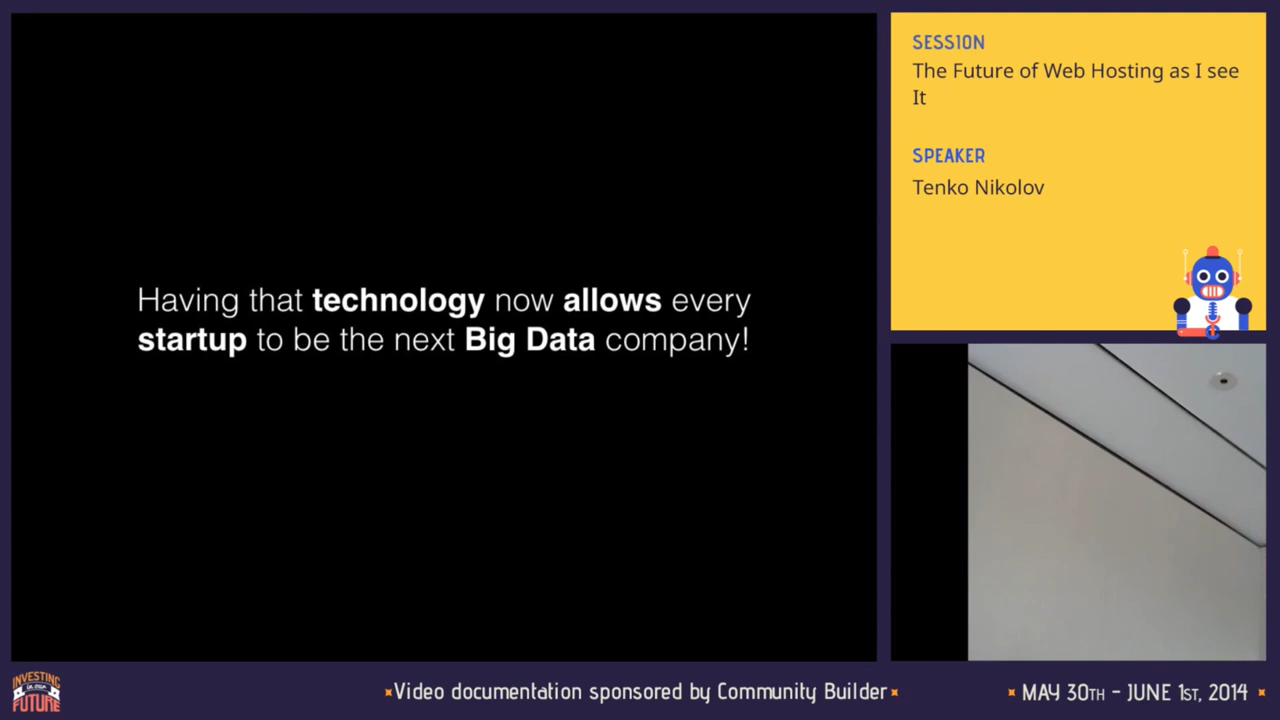 Having that technology now allows every
startup to be the next Big Data company!
SESSION
The Future of Web Hosting as I see
It
SPEAKER
Tenko Nikolov
INVESTING
IN OUR
FUTURE
Video documentation sponsored by Community Builder
MAY 30TH - JUNE 1ST, 2014